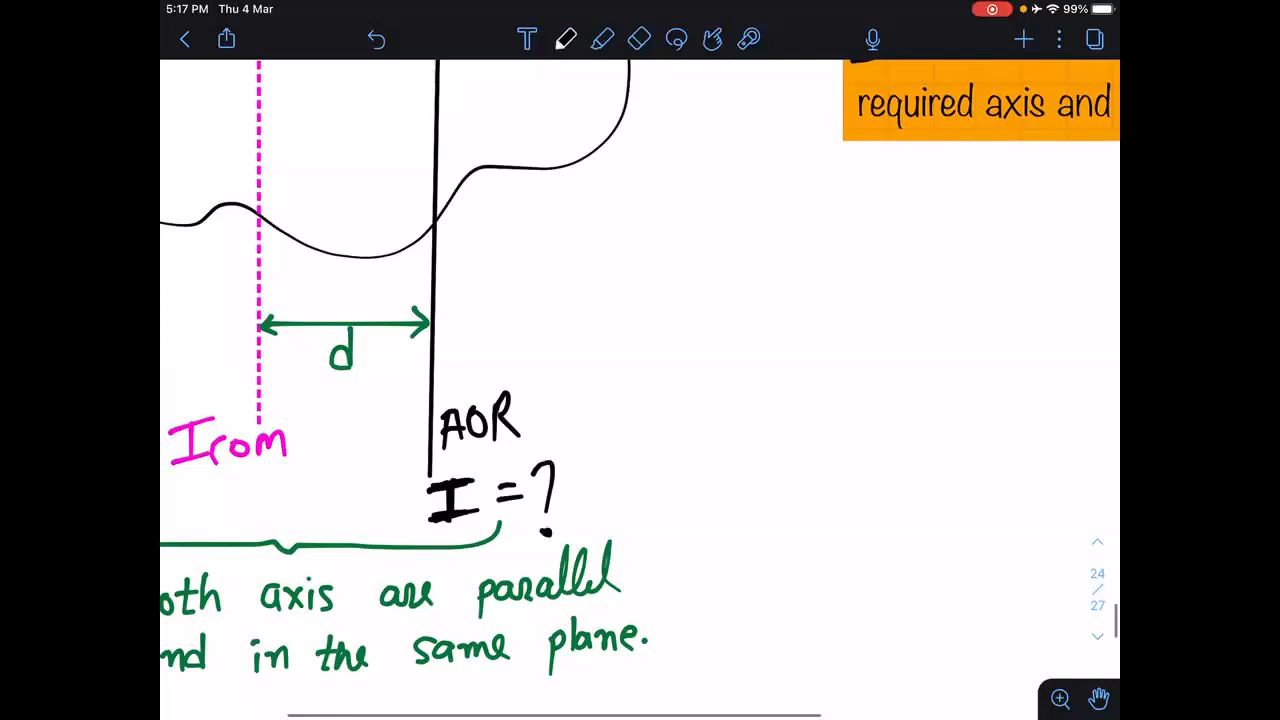 5:17 PM Thu 4 Mar
99%
T
required axis and
d
AOR
Icom
I = ?
oth axis are parallel
nd in the same plane.
24
/
27